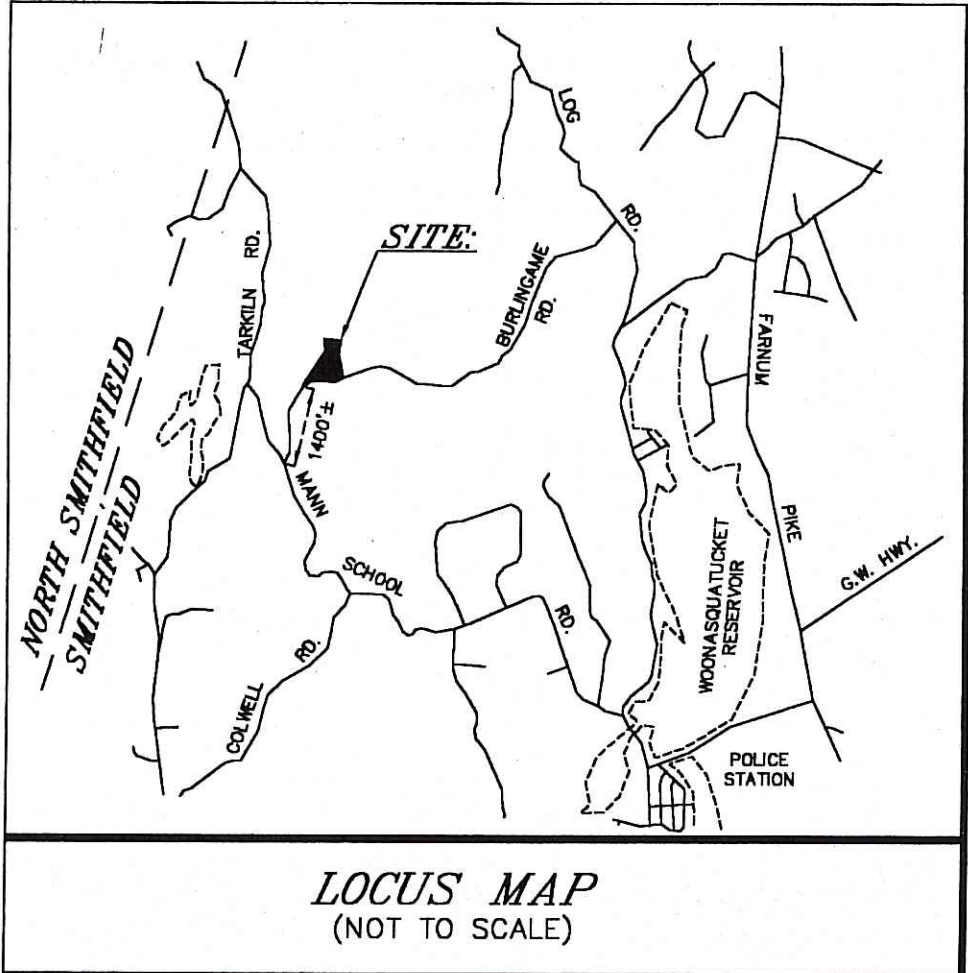 LOG
RD.
SITE:
TARKILN
RD.
BURLINGAME
RD.
FARNUM
PIKE
1400'±
MANN
SCHOOL
RD.
NORTH SMITHFIELD
SMITHFIELD
COLWELL
RD.
WOONASQUATUCKET
RESERVOIR
G.W. HWY.
POLICE
STATION
LOCUS MAP
(NOT TO SCALE)